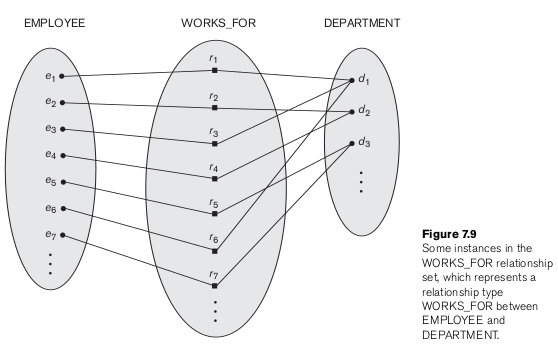 EMPLOYEE
WORKS_FOR
DEPARTMENT
e1
e2
e3
e4
e5
e6
e7
r1
r2
r3
r4
r5
r6
r7
d1
d2
d3
Figure 7.9
Some instances in the
WORKS_FOR relationship
set, which represents a
relationship type
WORKS_FOR between
EMPLOYEE and
DEPARTMENT.